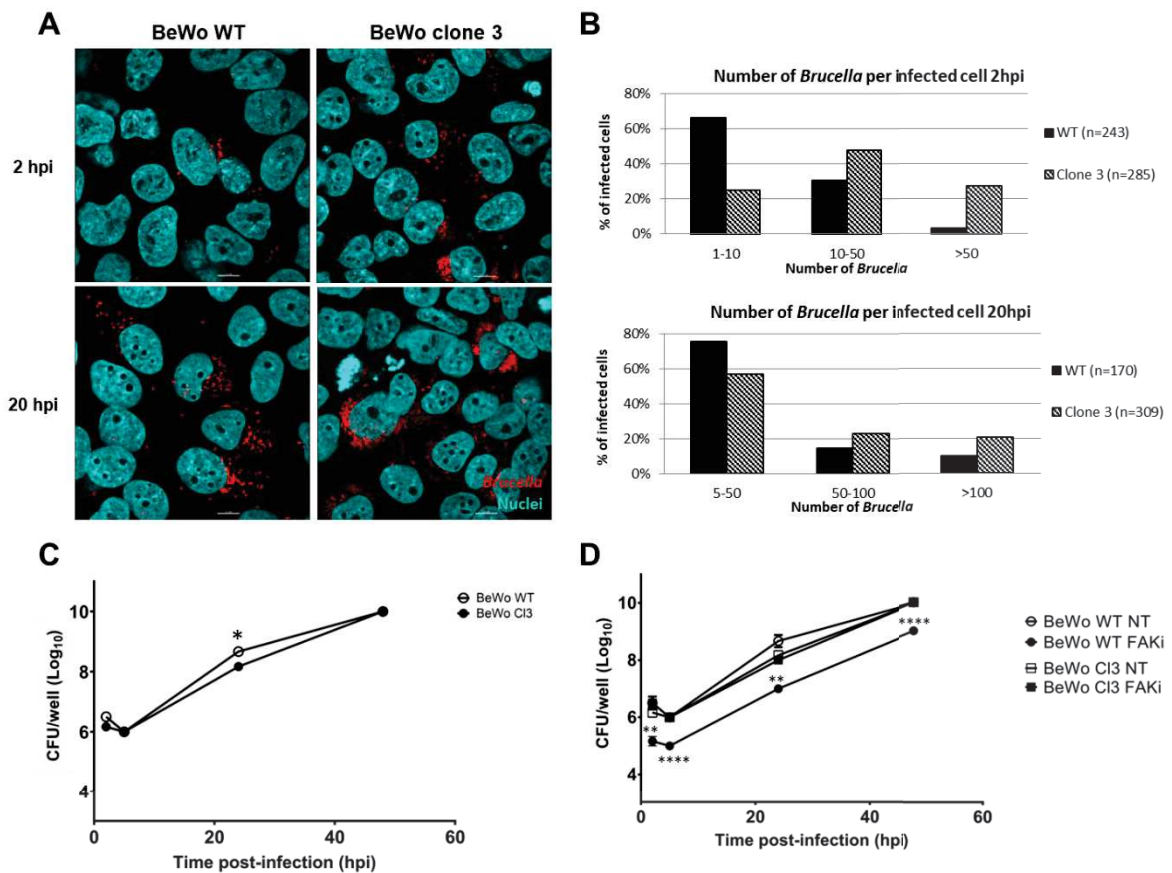 A
BeWo WT
BeWo clone 3
2 hpi
20 hpi
Brucella
Nuclei
B
Number of Brucella per infected cell 2hpi
80%
60%
40%
20%
0%
% of infected cells
1-10
10-50
>50
Number of Brucella
WT (n=243)
Clone 3 (n=285)
Number of Brucella per infected cell 20hpi
80%
60%
40%
20%
0%
% of infected cells
5-50
50-100
>100
Number of Brucella
WT (n=170)
Clone 3 (n=309)
C
CFU/well (Log10)
10
8
6
4
0
20
40
60
Time post-infection (hpi)
*
BeWo WT
BeWo Cl3
D
CFU/well (Log10)
10
8
6
4
0
20
40
60
Time post-infection (hpi)
**
****
**
****
BeWo WT NT
BeWo WT FAKi
BeWo Cl3 NT
BeWo Cl3 FAKi